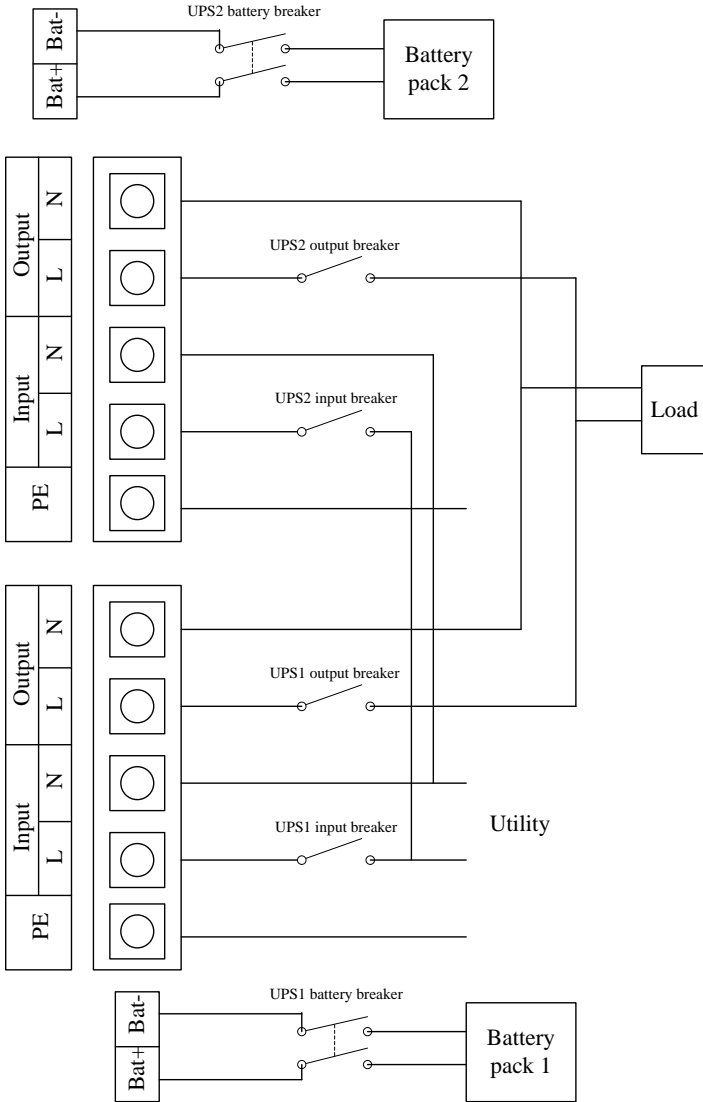 UPS2 battery breaker
Bat-
Bat+
Battery
pack 2
Output
N
L
UPS2 output breaker
Input
N
L
UPS2 input breaker
Load
PE
Output
N
L
UPS1 output breaker
Input
N
L
UPS1 input breaker
Utility
PE
UPS1 battery breaker
Bat-
Bat+
Battery
pack 1